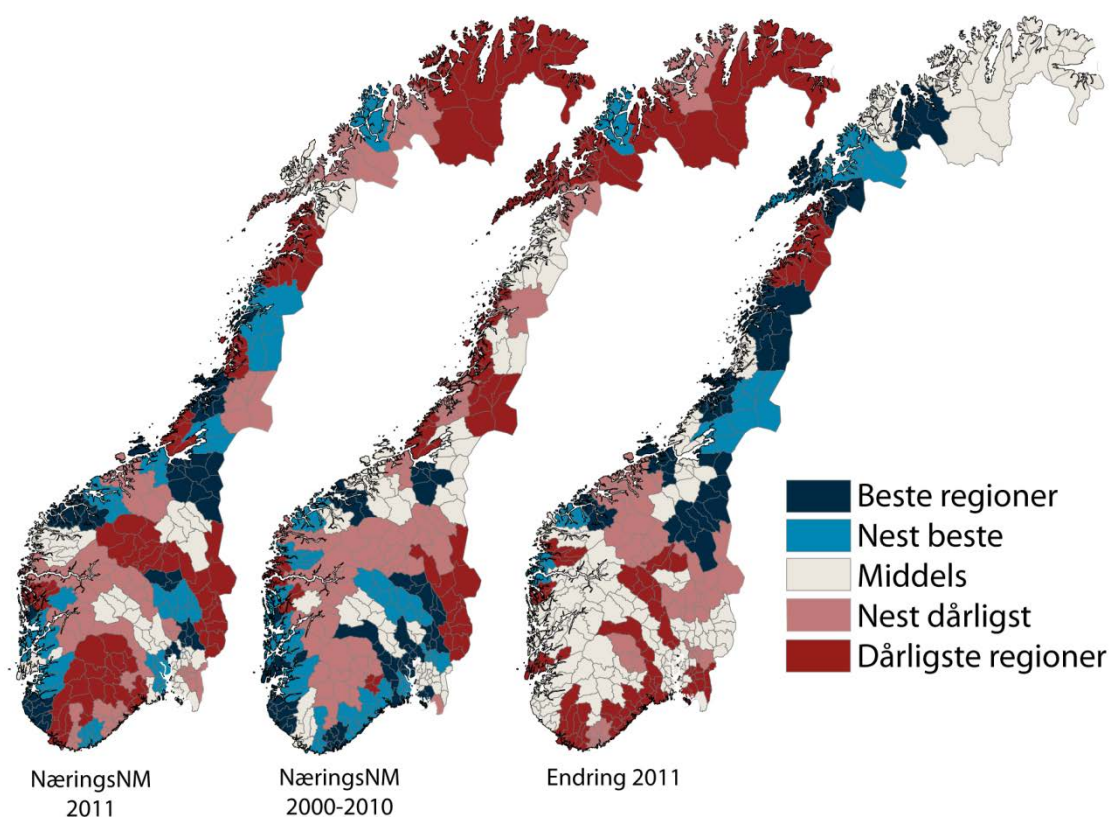 Beste regioner
Nest beste
Middels
Nest dårligst
Dårligste regioner
NæringsNM
2011
NæringsNM
2000-2010
Endring 2011